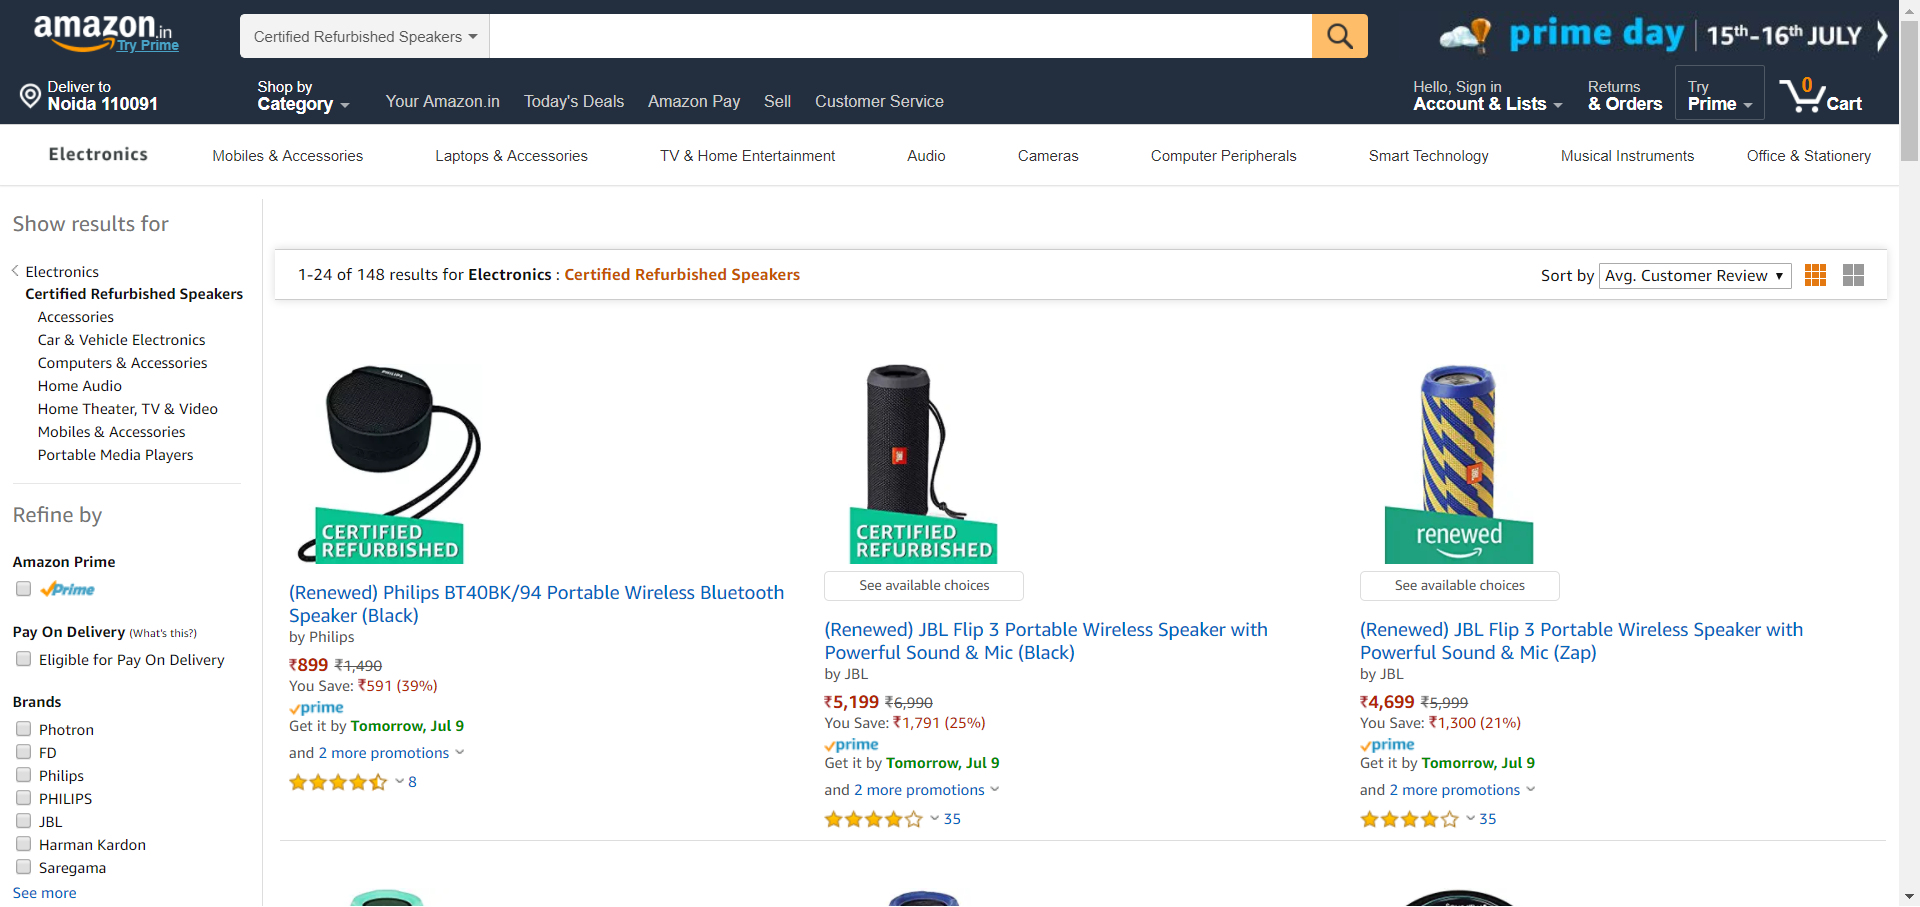 amazon.in
Try Prime
Certified Refurbished Speakers
prime day 15th-16th JULY
Deliver to
Noida 110091
Shop by
Category
Your Amazon.in Today's Deals Amazon Pay Sell Customer Service
Hello, Sign in
Account & Lists
Returns
& Orders
Try
Prime
0
Cart
Electronics Mobiles & Accessories Laptops & Accessories TV & Home Entertainment Audio Cameras Computer Peripherals Smart Technology Musical Instruments Office & Stationery
Show results for
Electronics
Certified Refurbished Speakers
Accessories
Car & Vehicle Electronics
Computers & Accessories
Home Audio
Home Theater, TV & Video
Mobiles & Accessories
Portable Media Players
Refine by
Amazon Prime
Prime
Pay On Delivery (What's this?)
Eligible for Pay On Delivery
Brands
Photron
FD
Philips
PHILIPS
JBL
Harman Kardon
Saregama
See more
1-24 of 148 results for Electronics : Certified Refurbished Speakers
Sort by Avg. Customer Review
PHILIPS
CERTIFIED
REFURBISHED
(Renewed) Philips BT40BK/94 Portable Wireless Bluetooth
Speaker (Black)
by Philips
₹899 ₹1,490
You Save: ₹591 (39%)
prime
Get it by Tomorrow, Jul 9
and 2 more promotions
8
JBL
CERTIFIED
REFURBISHED
See available choices
(Renewed) JBL Flip 3 Portable Wireless Speaker with
Powerful Sound & Mic (Black)
by JBL
₹5,199 ₹6,990
You Save: ₹1,791 (25%)
prime
Get it by Tomorrow, Jul 9
and 2 more promotions
35
JBL
renewed
See available choices
(Renewed) JBL Flip 3 Portable Wireless Speaker with
Powerful Sound & Mic (Zap)
by JBL
₹4,699 ₹5,999
You Save: ₹1,300 (21%)
prime
Get it by Tomorrow, Jul 9
and 2 more promotions
35